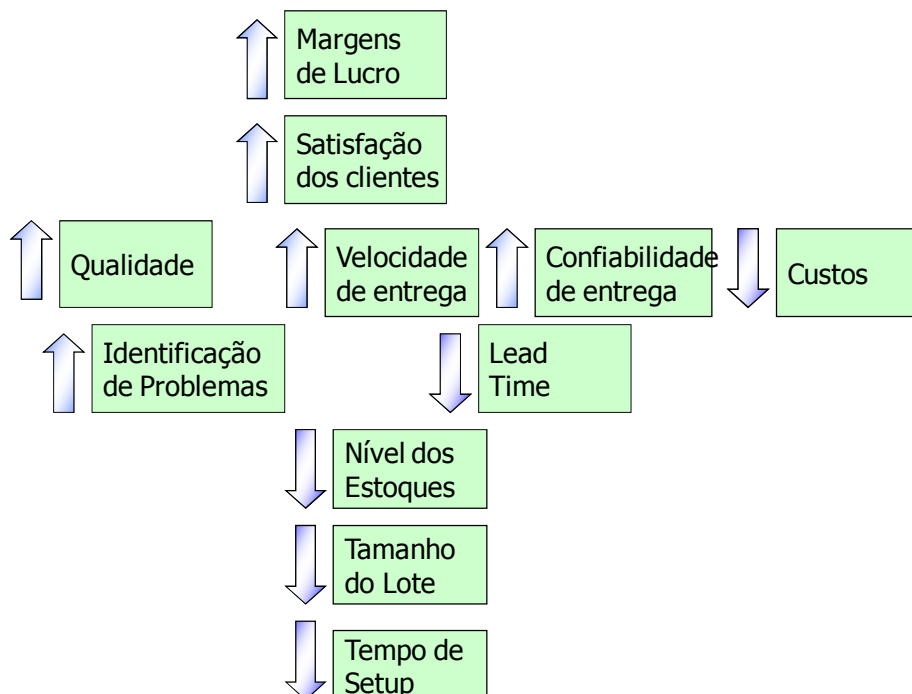 Margens
de Lucro
Satisfação
dos clientes
Qualidade
Velocidade
de entrega
Confiabilidade
de entrega
Custos
Identificação
de Problemas
Lead
Time
Nível dos
Estoques
Tamanho
do Lote
Tempo de
Setup